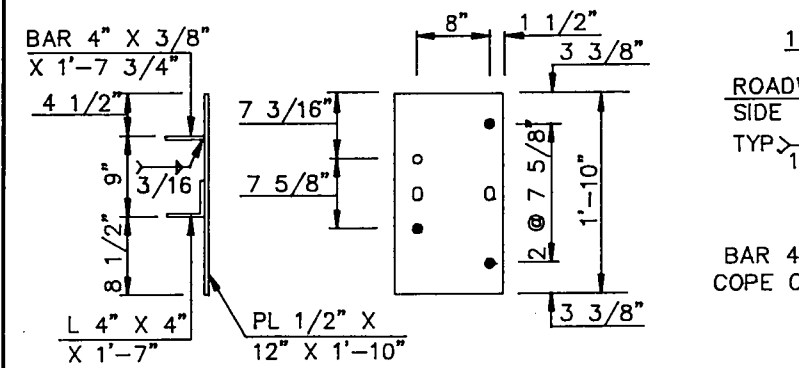 BAR 4" X 3/8"
X 1'-7 3/4"
4 1/2"
9"
3/16
8 1/2"
L 4" X 4"
X 1'-7"
PL 1/2" X
12" X 1'-10"
8"
1 1/2"
3 3/8"
7 3/16"
7 5/8"
2 @ 7 5/8"
1'-10"
3 3/8"
1
ROADW
SIDE
TYP
1
BAR 4
COPE